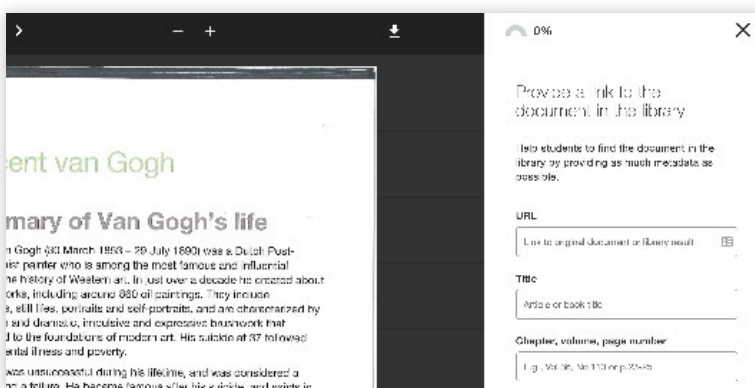 0%
Provide a link to the
document in the library
Help students to find the document in the
library by providing as much metadata as
possible.
URL
Link to original document or library result
Title
Article or book title
Chapter, volume, page number
E.g., Vol 36, No 113 or p.23-25
cent van Gogh
mary of Van Gogh's life
n Gogh (30 March 1853 – 29 July 1890) was a Dutch Post-
ist painter who is among the most famous and influential
he history of Western art. In just over a decade he created about
orks, including around 860 oil paintings. They include
s, still lifes, portraits and self-portraits, and are characterized by
and dramatic, impulsive and expressive brushwork that
d to the foundations of modern art. His suicide at 37 followed
ental illness and poverty.
was unsuccessful during his lifetime, and was considered a
nd a failure. He became famous after his suicide, and exists in